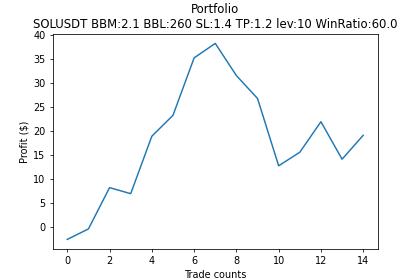 Portfolio
SOLUSDT BBM:2.1 BBL:260 SL:1.4 TP:1.2 lev:10 WinRatio:60.0
40
35
30
25
20
15
10
5
0
Profit ($)
0 2 4 6 8 10 12 14
Trade counts